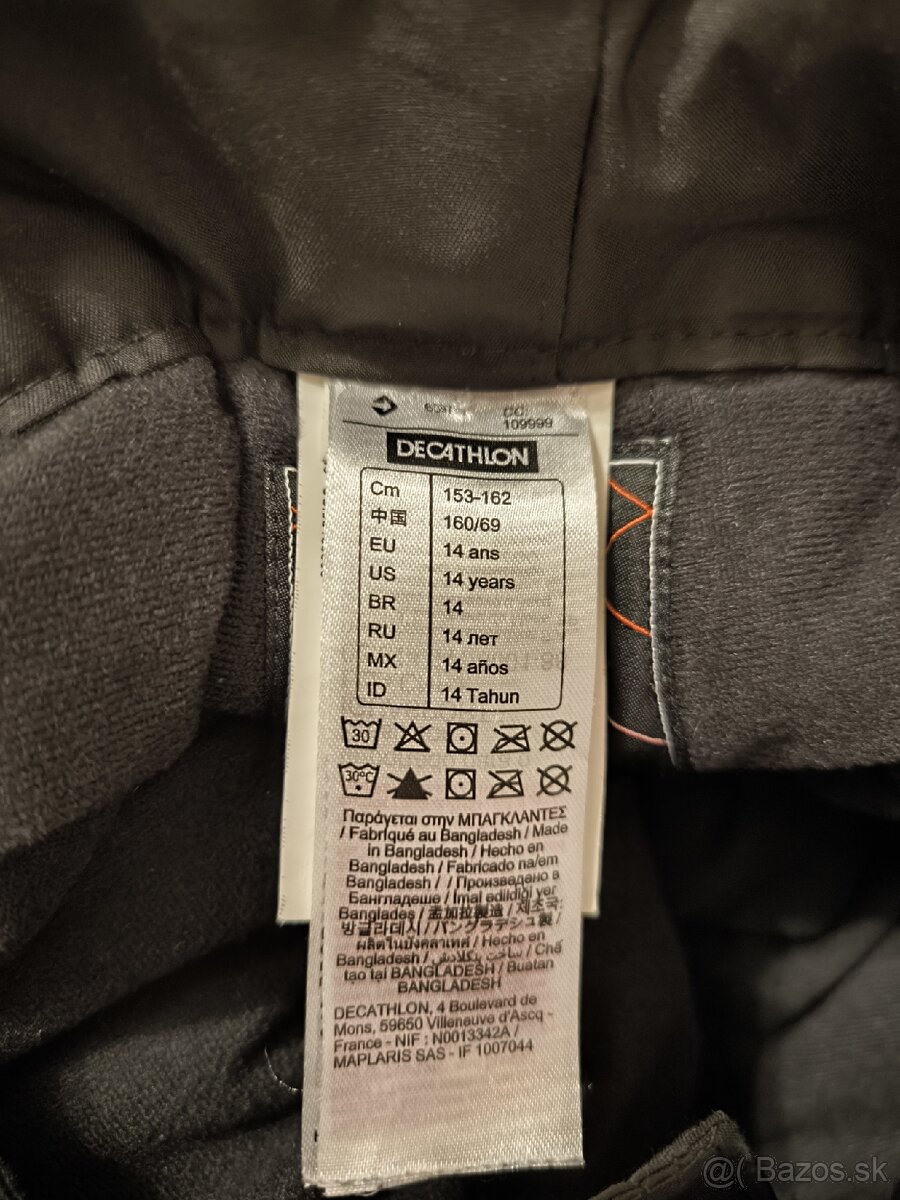 CC
109999
DECATHLON
Cm 153-162
中国 160/69
EU 14 ans
US 14 years
BR 14
RU 14 лет
MX 14 años
ID 14 Tahun
30
30°C
Παράγεται στην ΜΠΑΓΚΛΑΝΤΕΣ
/ Fabriqué au Bangladesh / Made
in Bangladesh / Hecho en
Bangladesh / Fabricado na/em
Bangladesh / / Произведено в
Бангладеше / Imal edildiği yer
Bangladeş / 孟加拉製造 / 제조국:
방글라데시 / バングラデシュ製 /
ผลิตในบังคลาเทศ / Hecho en
Bangladesh / ساخت بنگلادش / Chế
tạo tại BANGLADESH / Buatan
BANGLADESH
DECATHLON, 4 Boulevard de
Mons, 59650 Villeneuve d'Ascq -
France - NIF : N0013342A /
MAPLARIS SAS - IF 1007044
@( Bazos.sk